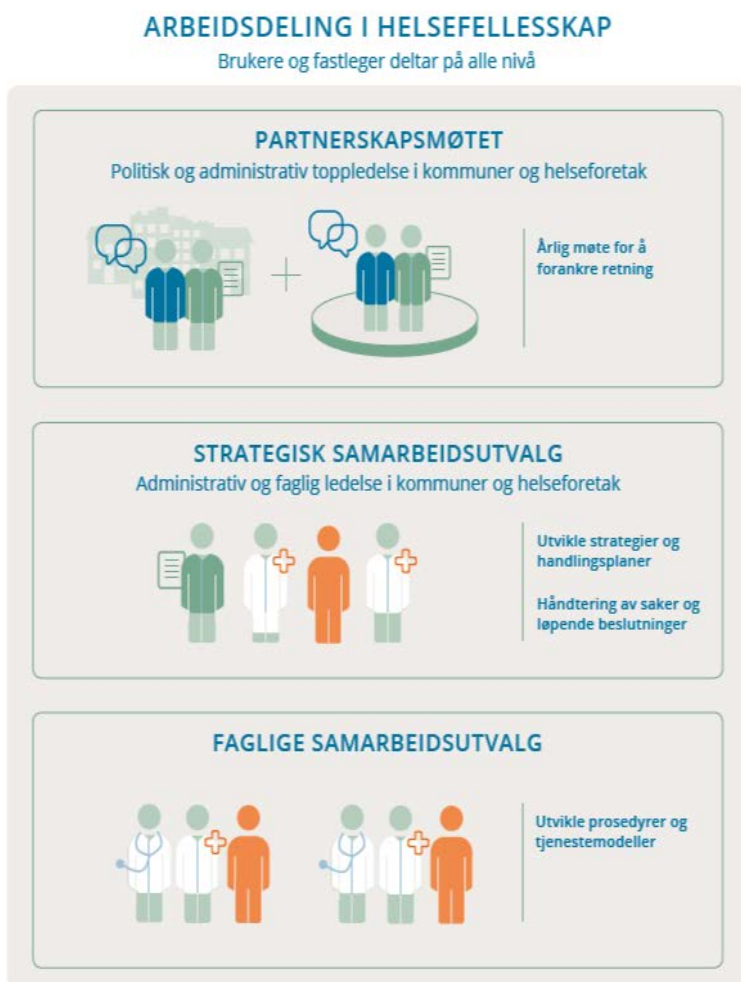 ARBEIDSDELING I HELSEFELLESSKAP
Brukere og fastleger deltar på alle nivå
PARTNERSKAPSMØTET
Politisk og administrativ toppledelse i kommuner og helseforetak
Årlig møte for å
forankre retning
STRATEGISK SAMARBEIDSUTVALG
Administrativ og faglig ledelse i kommuner og helseforetak
Utvikle strategier og
handlingsplaner
Håndtering av saker og
løpende beslutninger
FAGLIGE SAMARBEIDSUTVALG
Utvikle prosedyrer og
tjenestemodeller